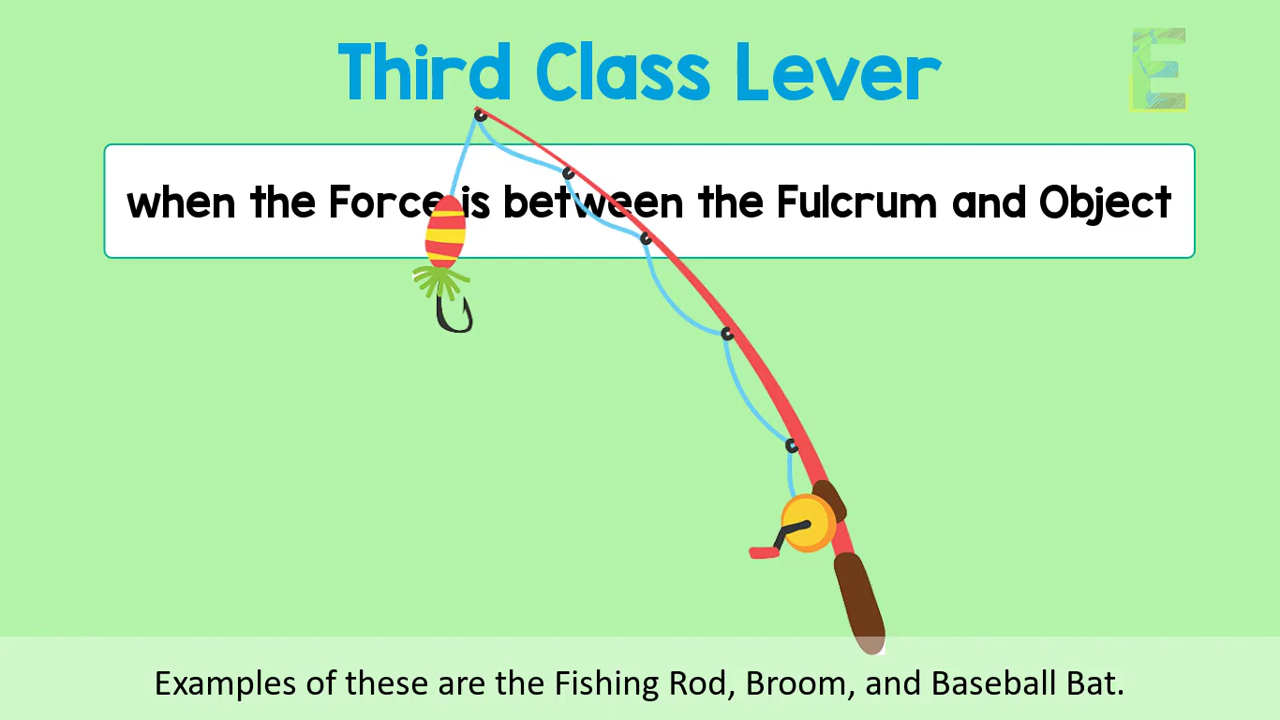 Third Class Lever
E
when the Force is between the Fulcrum and Object
Examples of these are the Fishing Rod, Broom, and Baseball Bat.